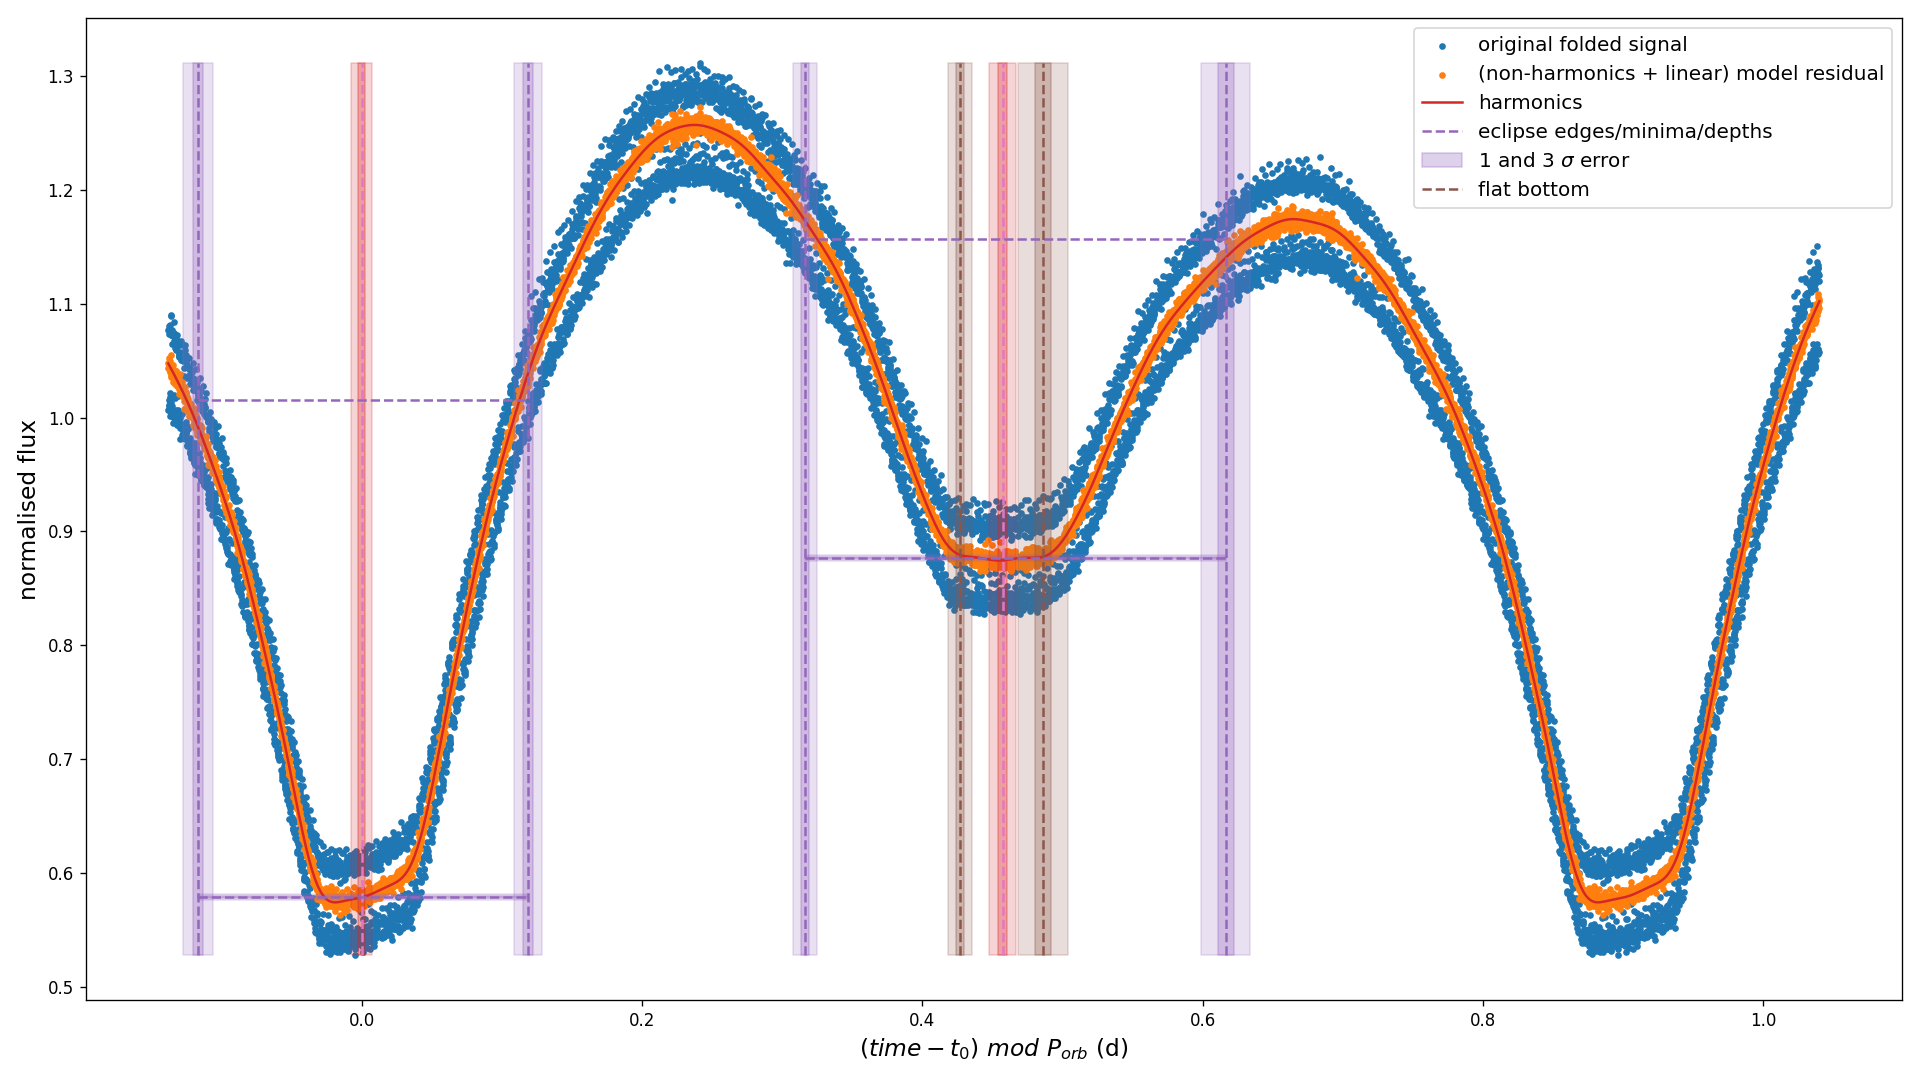 original folded signal
(non-harmonics + linear) model residual
harmonics
eclipse edges/minima/depths
1 and 3 σ error
flat bottom
normalised flux
1.3
1.2
1.1
1.0
0.9
0.8
0.7
0.6
0.5
0.0 0.2 0.4 0.6 0.8 1.0
(time − t₀) mod Pₒᵣ♭ (d)